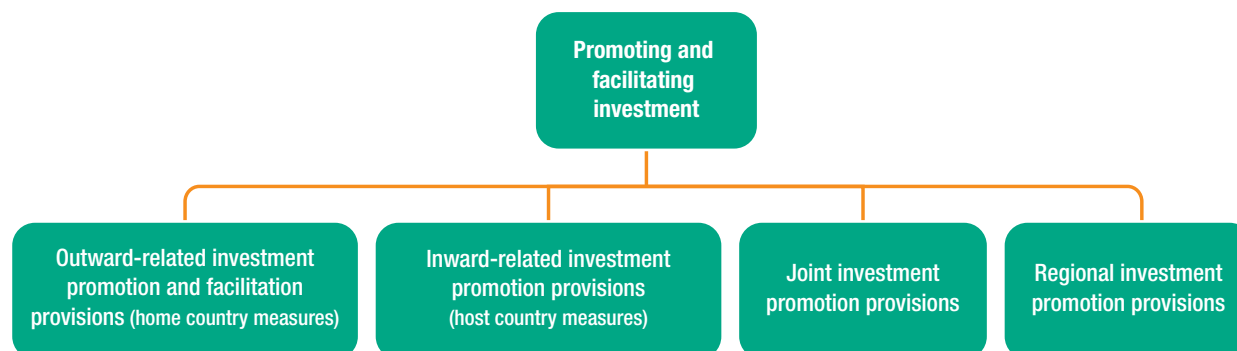 Promoting and
facilitating
investment
Outward-related investment
promotion and facilitation
provisions (home country measures)
Inward-related investment
promotion provisions
(host country measures)
Joint investment
promotion provisions
Regional investment
promotion provisions